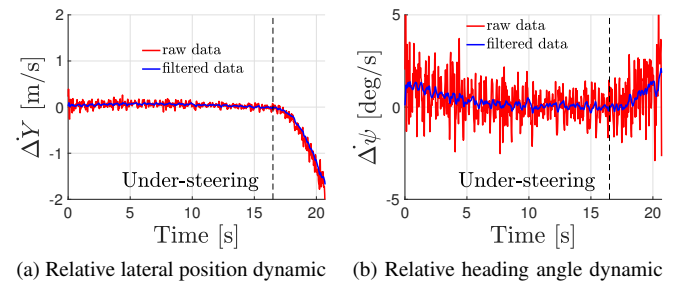 2
1
0
-1
-2
ΔẎ [m/s]
raw data
filtered data
Under-steering
0 5 10 15 20
Time [s]
(a) Relative lateral position dynamic
5
0
-5
Δψ̇ [deg/s]
raw data
filtered data
Under-steering
0 5 10 15 20
Time [s]
(b) Relative heading angle dynamic